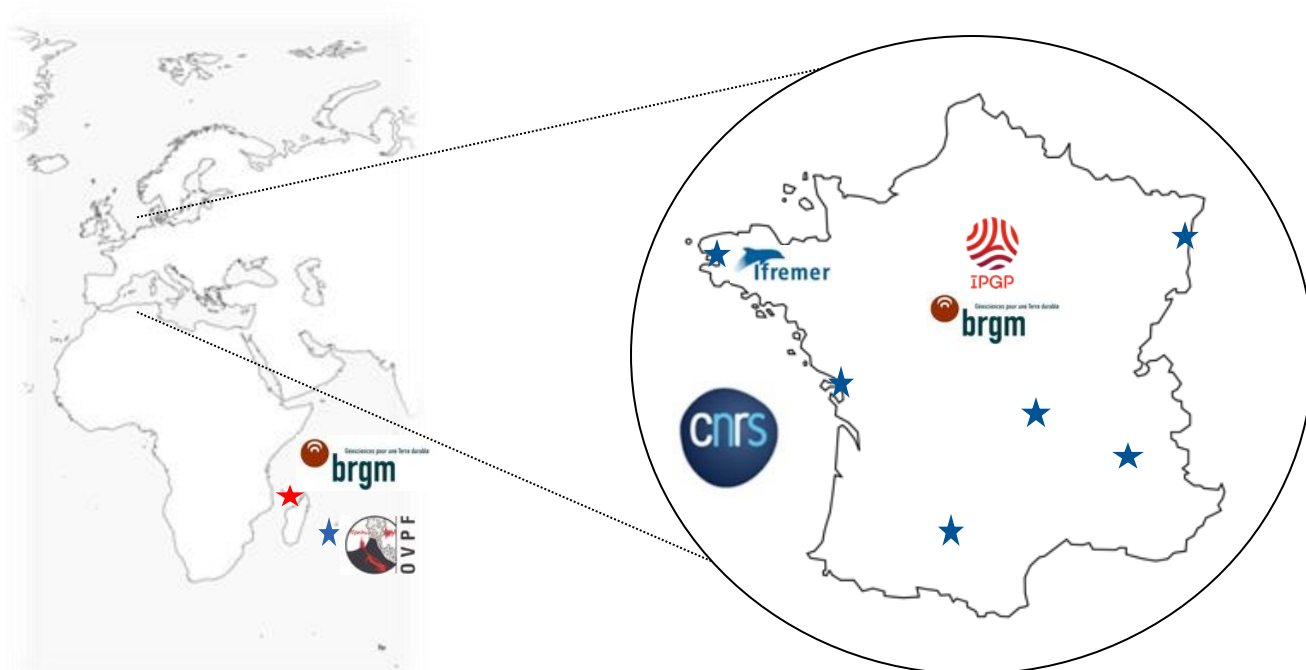 Ifremer
IPGP
Géosciences pour une Terre durable
brgm
cnrs
Géosciences pour une Terre durable
brgm
OVPF